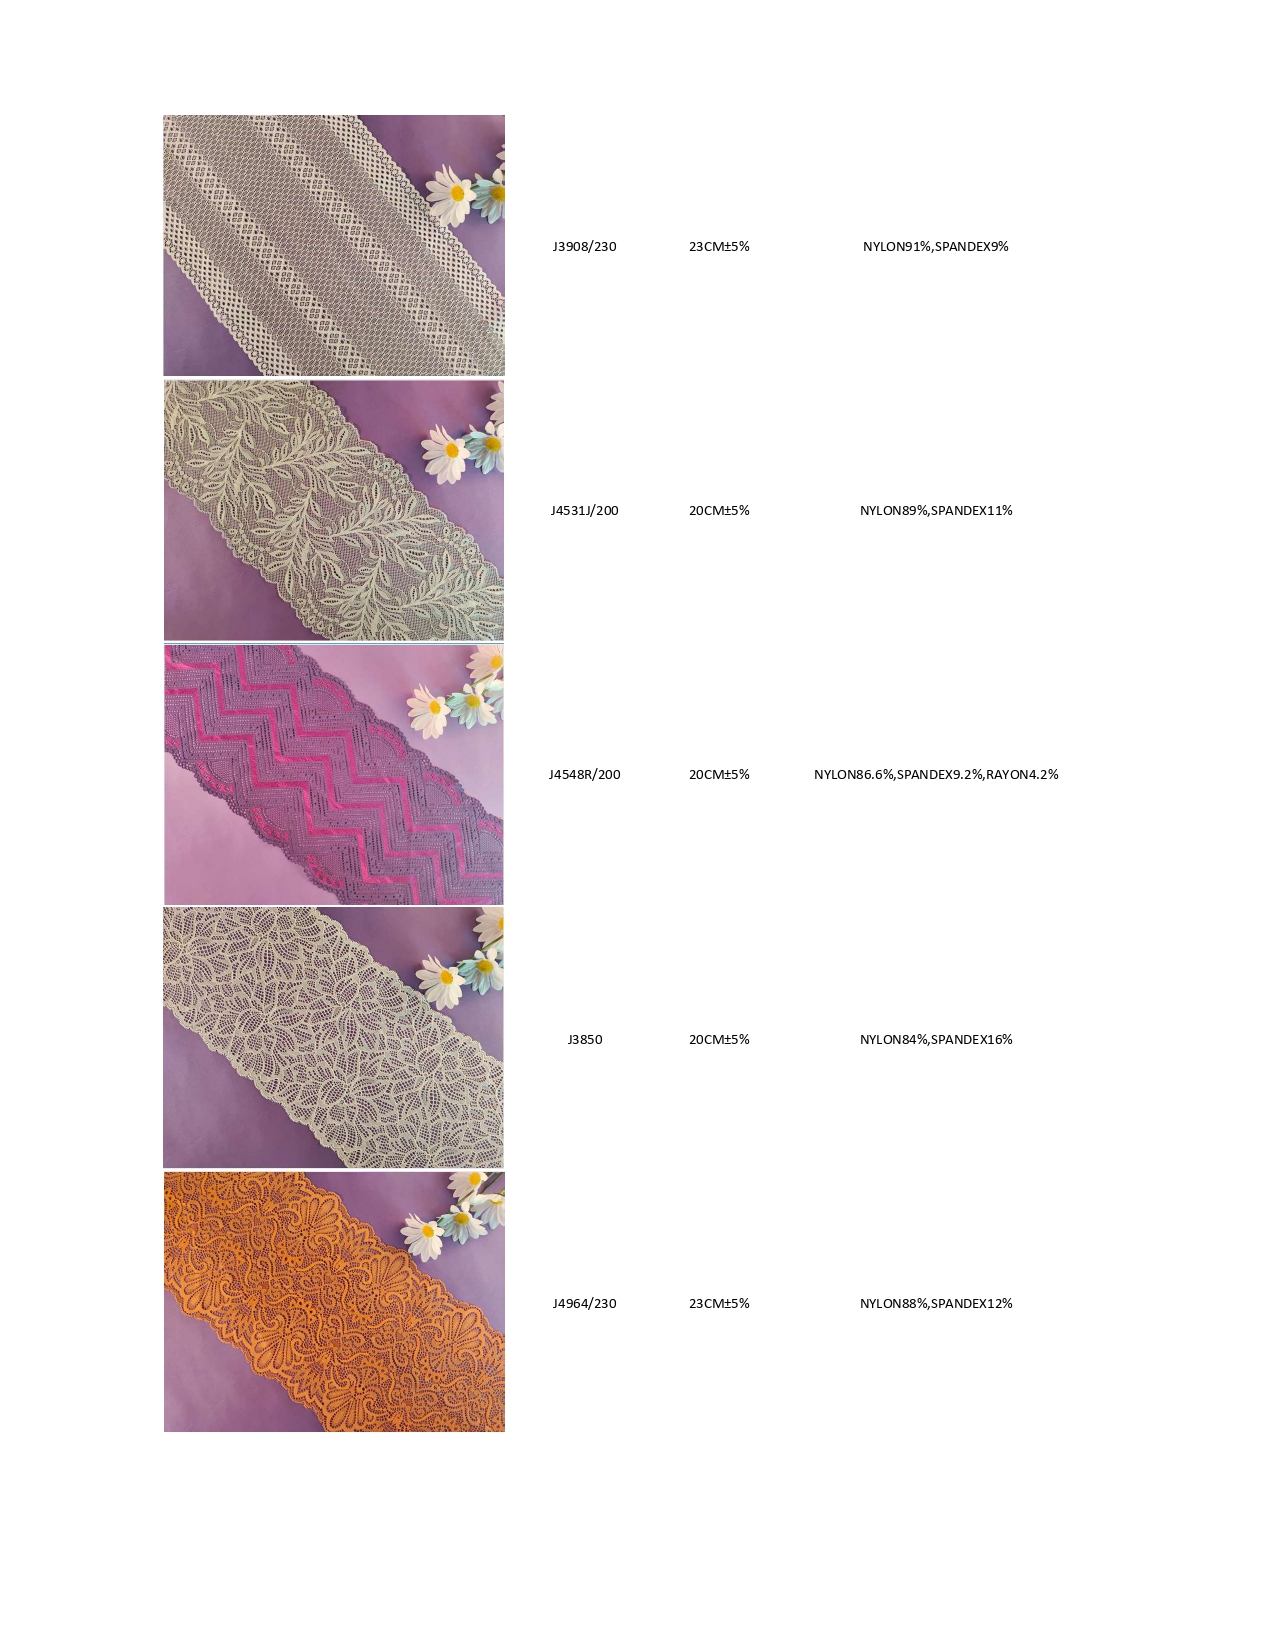 J3908/230 23CM±5% NYLON91%,SPANDEX9%
J4531J/200 20CM±5% NYLON89%,SPANDEX11%
J4548R/200 20CM±5% NYLON86.6%,SPANDEX9.2%,RAYON4.2%
J3850 20CM±5% NYLON84%,SPANDEX16%
J4964/230 23CM±5% NYLON88%,SPANDEX12%